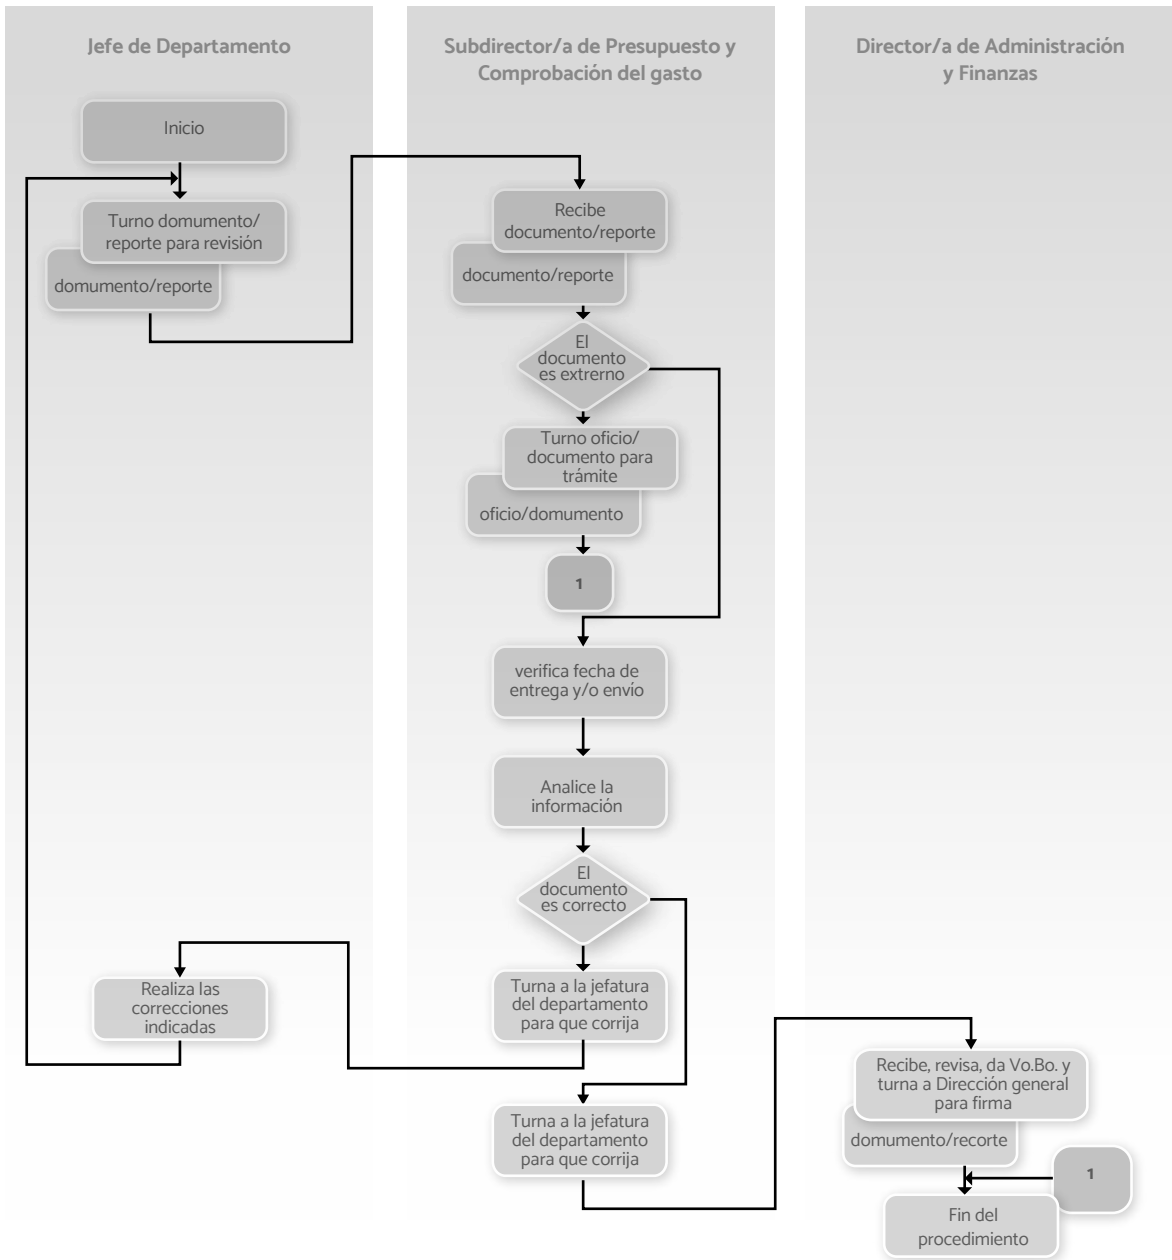 Jefe de Departamento
Subdirector/a de Presupuesto y
Comprobación del gasto
Director/a de Administración
y Finanzas
Inicio
Turno domumento/
reporte para revisión
domumento/reporte
Recibe
documento/reporte
documento/reporte
El
documento
es extrerno
Turno oficio/
documento para
trámite
oficio/domumento
1
verifica fecha de
entrega y/o envío
Analice la
información
El
documento
es correcto
Turna a la jefatura
del departamento
para que corrija
Realiza las
correcciones
indicadas
Turna a la jefatura
del departamento
para que corrija
Recibe, revisa, da Vo.Bo. y
turna a Dirección general
para firma
domumento/recorte
1
Fin del
procedimiento